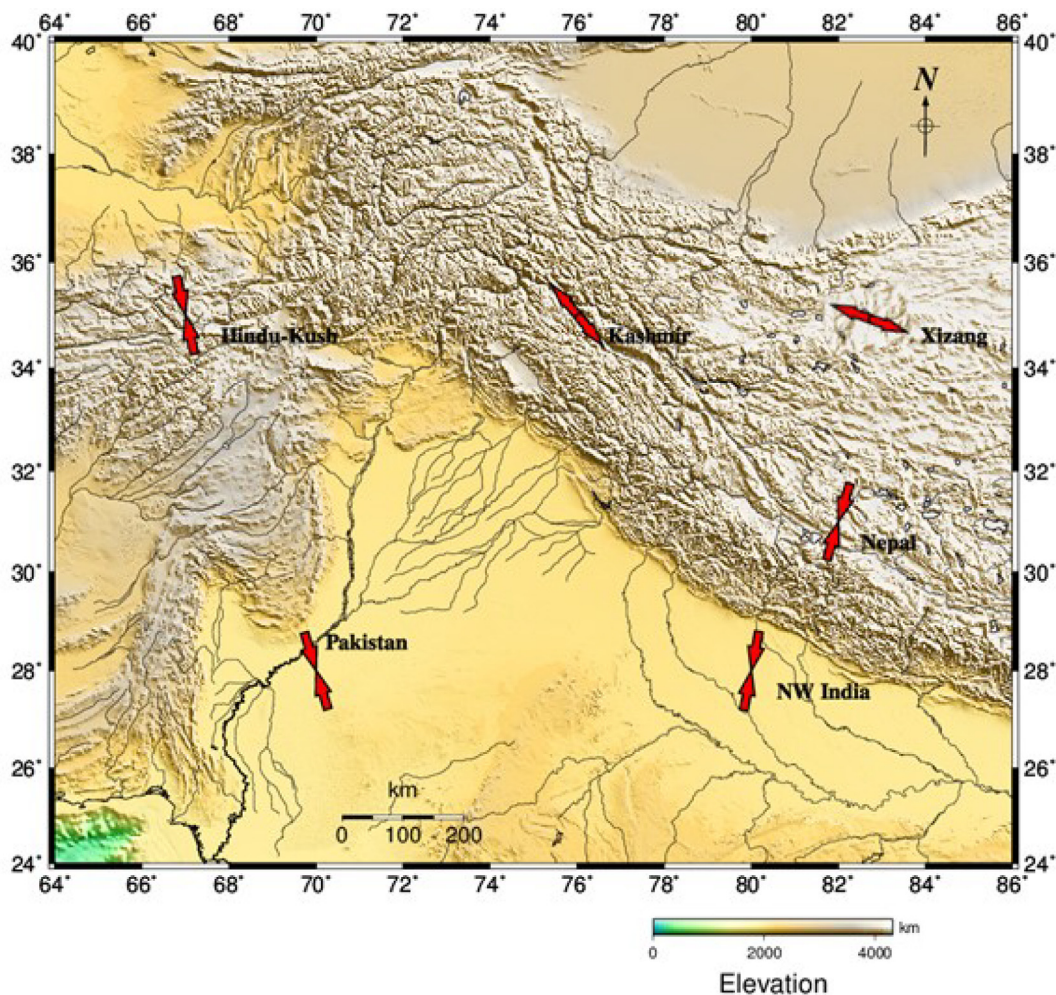 64° 66° 68° 70° 72° 74° 76° 78° 80° 82° 84° 86°
40° 40°
N
38° 38°
36° 36°
Hindu-Kush Kashmir Xizang
34° 34°
32° 32°
Nepal
30° 30°
Pakistan
28° 28°
NW India
26° 26°
km
0 100 200
24° 24°
64° 66° 68° 70° 72° 74° 76° 78° 80° 82° 84° 86°
km
0 2000 4000
Elevation